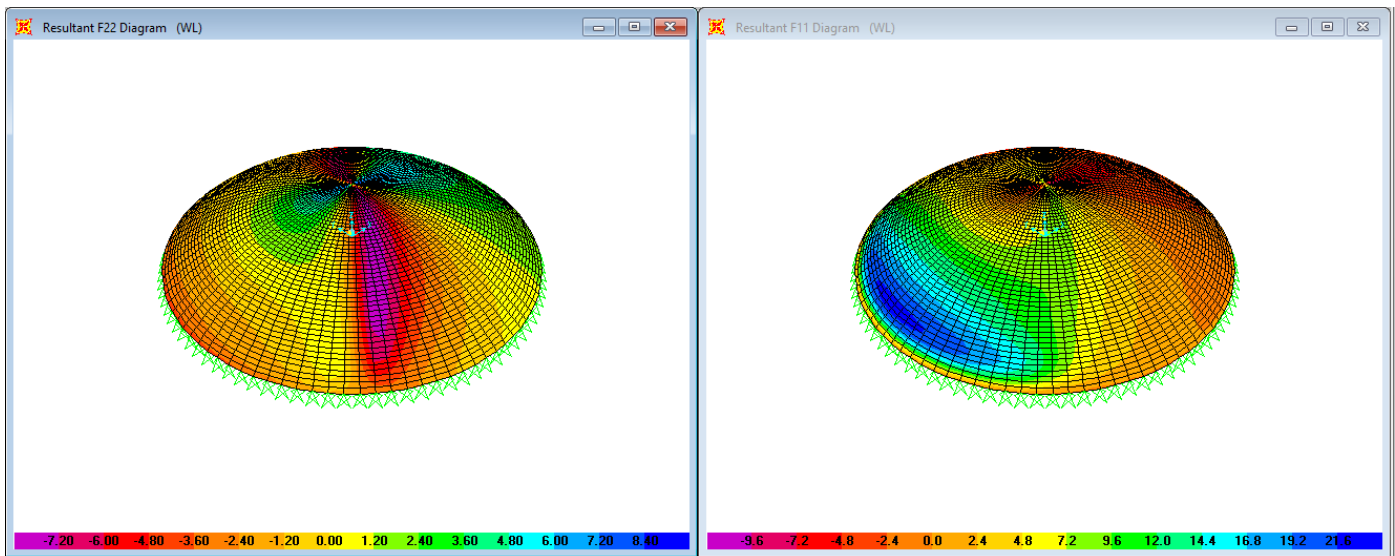 Resultant F22 Diagram (WL)
Resultant F11 Diagram (WL)
-7.20 -6.00 -4.80 -3.60 -2.40 -1.20 0.00 1.20 2.40 3.60 4.80 6.00 7.20 8.40
-9.6 -7.2 -4.8 -2.4 0.0 2.4 4.8 7.2 9.6 12.0 14.4 16.8 19.2 21.6